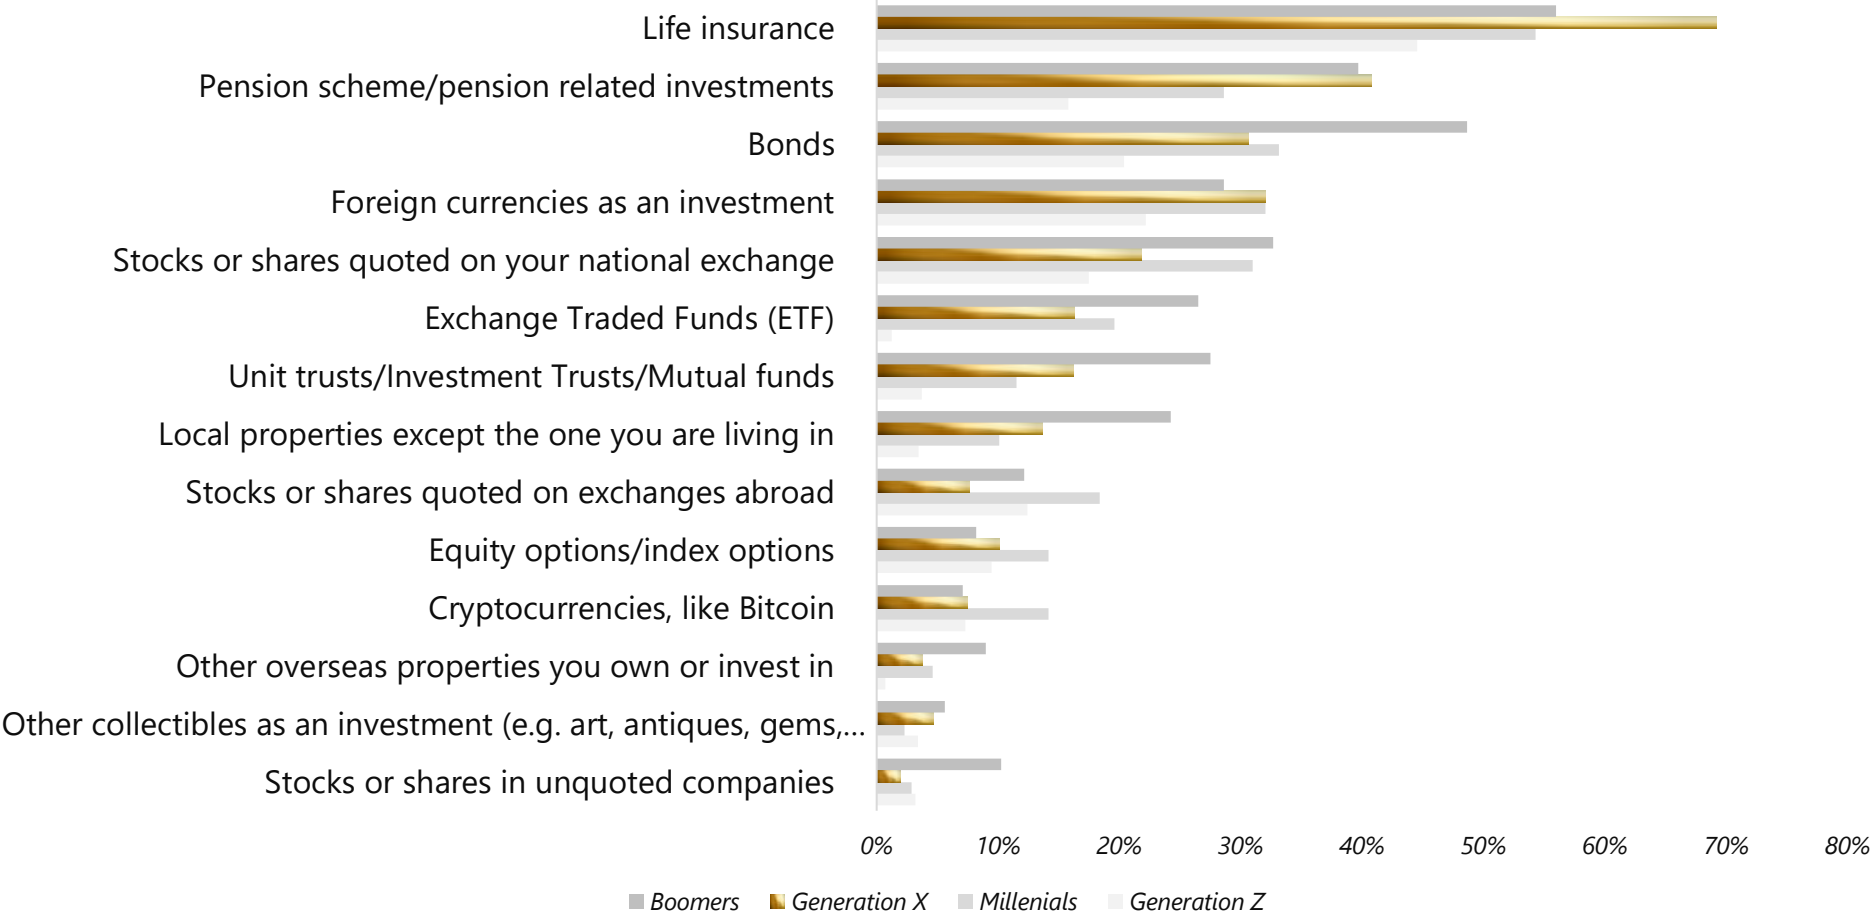 Life insurance
Pension scheme/pension related investments
Bonds
Foreign currencies as an investment
Stocks or shares quoted on your national exchange
Exchange Traded Funds (ETF)
Unit trusts/Investment Trusts/Mutual funds
Local properties except the one you are living in
Stocks or shares quoted on exchanges abroad
Equity options/index options
Cryptocurrencies, like Bitcoin
Other overseas properties you own or invest in
Other collectibles as an investment (e.g. art, antiques, gems,...
Stocks or shares in unquoted companies
0% 10% 20% 30% 40% 50% 60% 70% 80%
Boomers Generation X Millenials Generation Z